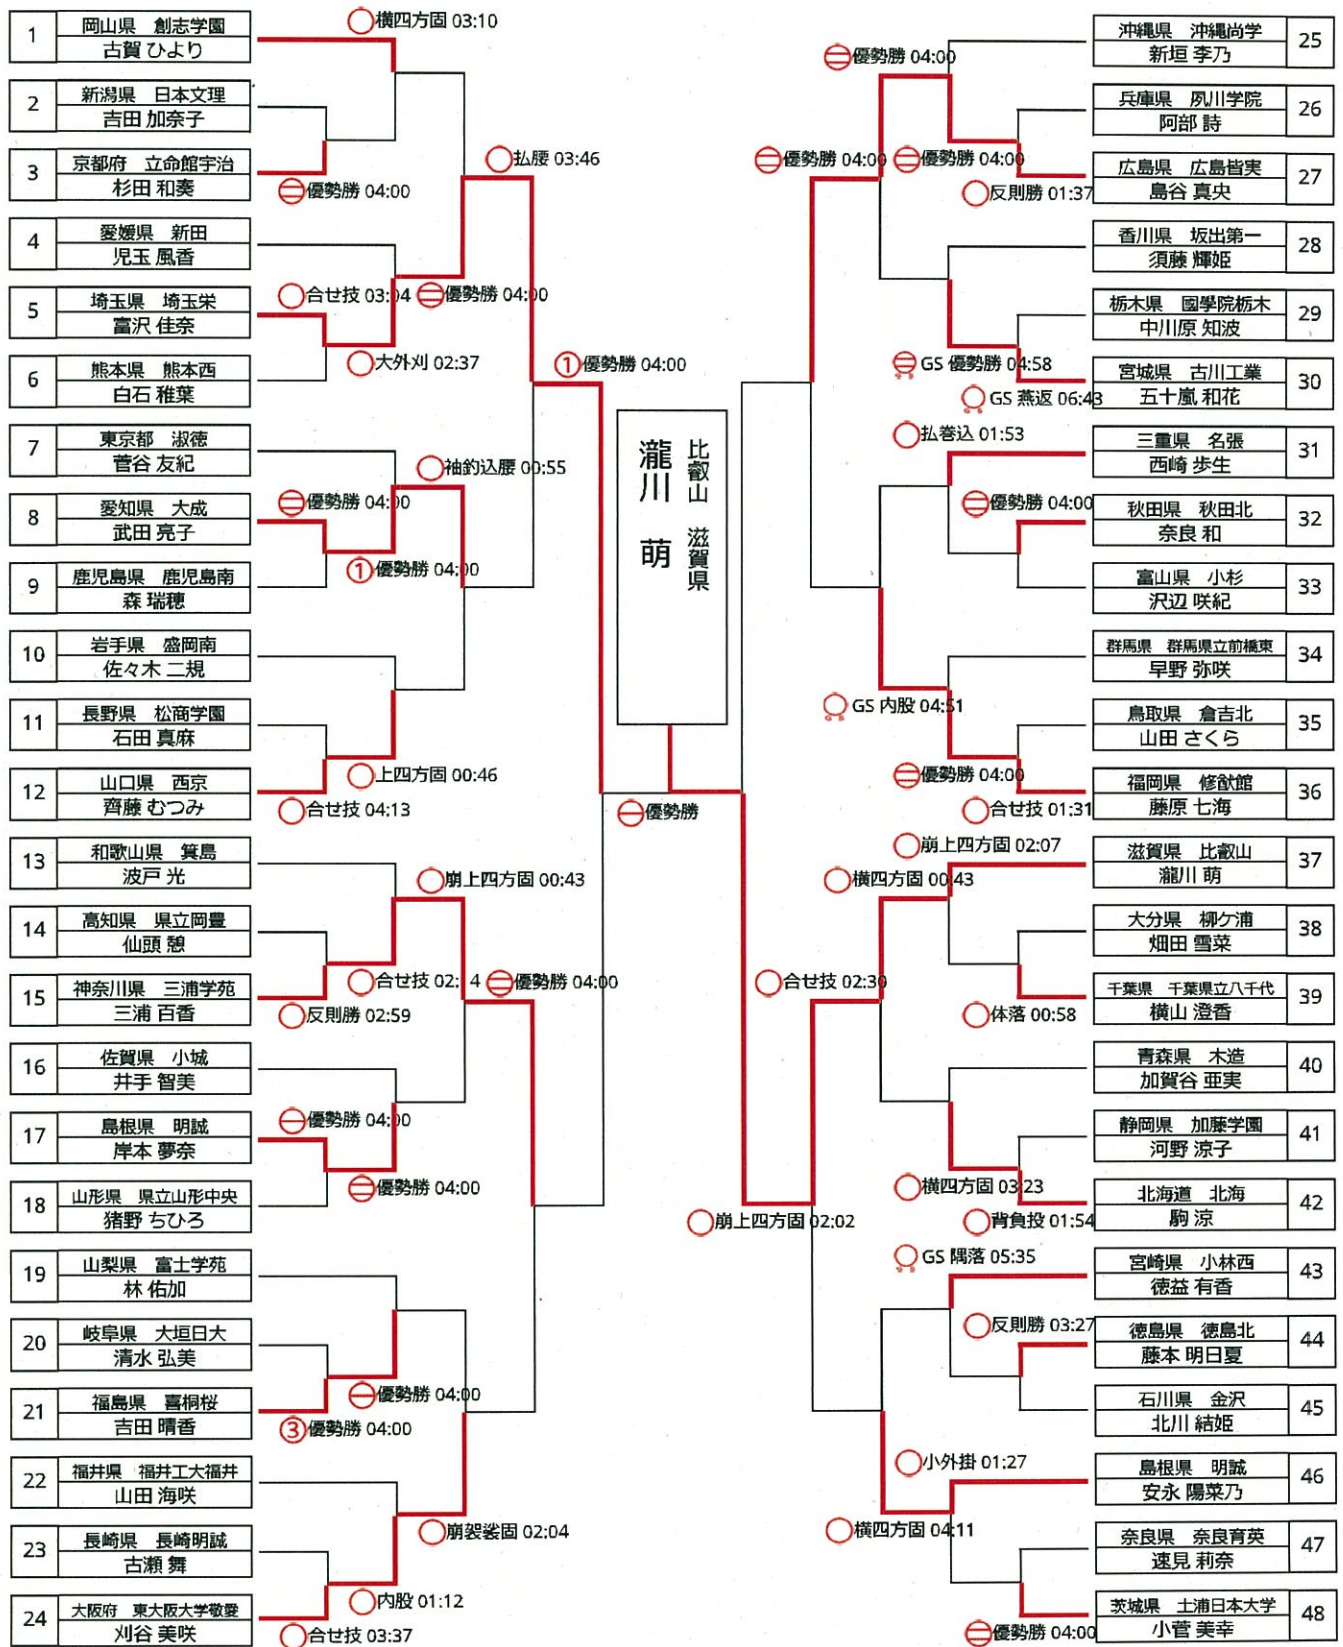 1
岡山県　創志学園
古賀 ひより
2
新潟県　日本文理
吉田 加奈子
3
京都府　立命館宇治
杉田 和奏
4
愛媛県　新田
児玉 風香
5
埼玉県　埼玉栄
富沢 佳奈
6
熊本県　熊本西
白石 稚葉
7
東京都　淑徳
菅谷 友紀
8
愛知県　大成
武田 亮子
9
鹿児島県　鹿児島南
森 瑞穂
10
岩手県　盛岡南
佐々木 二規
11
長野県　松商学園
石田 真麻
12
山口県　西京
齊藤 むつみ
13
和歌山県　箕島
波戸 光
14
高知県　県立岡豊
仙頭 憩
15
神奈川県　三浦学苑
三浦 百香
16
佐賀県　小城
井手 智美
17
島根県　明誠
岸本 夢奈
18
山形県　県立山形中央
猪野 ちひろ
19
山梨県　富士学苑
林 佑加
20
岐阜県　大垣日大
清水 弘美
21
福島県　喜桐桜
吉田 晴香
22
福井県　福井工大福井
山田 海咲
23
長崎県　長崎明誠
古瀬 舞
24
大阪府　東大阪大学敬愛
刈谷 美咲
横四方固 03:10
優勢勝 04:00
払腰 03:46
合せ技 03:04
優勢勝 04:00
大外刈 02:37
① 優勢勝 04:00
袖釣込腰 00:55
優勢勝 04:00
① 優勢勝 04:00
上四方固 00:46
合せ技 04:13
崩上四方固 00:43
合せ技 02:14
優勢勝 04:00
反則勝 02:59
優勢勝 04:00
優勢勝 04:00
優勢勝 04:00
③ 優勢勝 04:00
崩袈裟固 02:04
内股 01:12
合せ技 03:37
比叡山　滋賀県
瀧川　萌
優勢勝
優勢勝 04:00
優勢勝 04:00
優勢勝 04:00
反則勝 01:37
GS 優勢勝 04:58
GS 燕返 06:43
払巻込 01:53
優勢勝 04:00
GS 内股 04:51
優勢勝 04:00
合せ技 01:31
崩上四方固 02:07
横四方固 00:43
合せ技 02:30
体落 00:58
横四方固 03:23
背負投 01:54
崩上四方固 02:02
GS 隅落 05:35
反則勝 03:27
小外掛 01:27
横四方固 04:11
優勢勝 04:00
沖縄県　沖縄尚学
新垣 李乃
25
兵庫県　夙川学院
阿部 詩
26
広島県　広島皆実
島谷 真央
27
香川県　坂出第一
須藤 輝姫
28
栃木県　國學院栃木
中川原 知波
29
宮城県　古川工業
五十嵐 和花
30
三重県　名張
西崎 歩生
31
秋田県　秋田北
奈良 和
32
富山県　小杉
沢辺 咲紀
33
群馬県　群馬県立前橋東
早野 弥咲
34
鳥取県　倉吉北
山田 さくら
35
福岡県　修猷館
藤原 七海
36
滋賀県　比叡山
瀧川 萌
37
大分県　柳ケ浦
畑田 雪菜
38
千葉県　千葉県立八千代
横山 澄香
39
青森県　木造
加賀谷 亜実
40
静岡県　加藤学園
河野 涼子
41
北海道　北海
駒 涼
42
宮崎県　小林西
徳益 有香
43
徳島県　徳島北
藤本 明日夏
44
石川県　金沢
北川 結姫
45
島根県　明誠
安永 陽菜乃
46
奈良県　奈良育英
速見 莉奈
47
茨城県　土浦日本大学
小菅 美幸
48